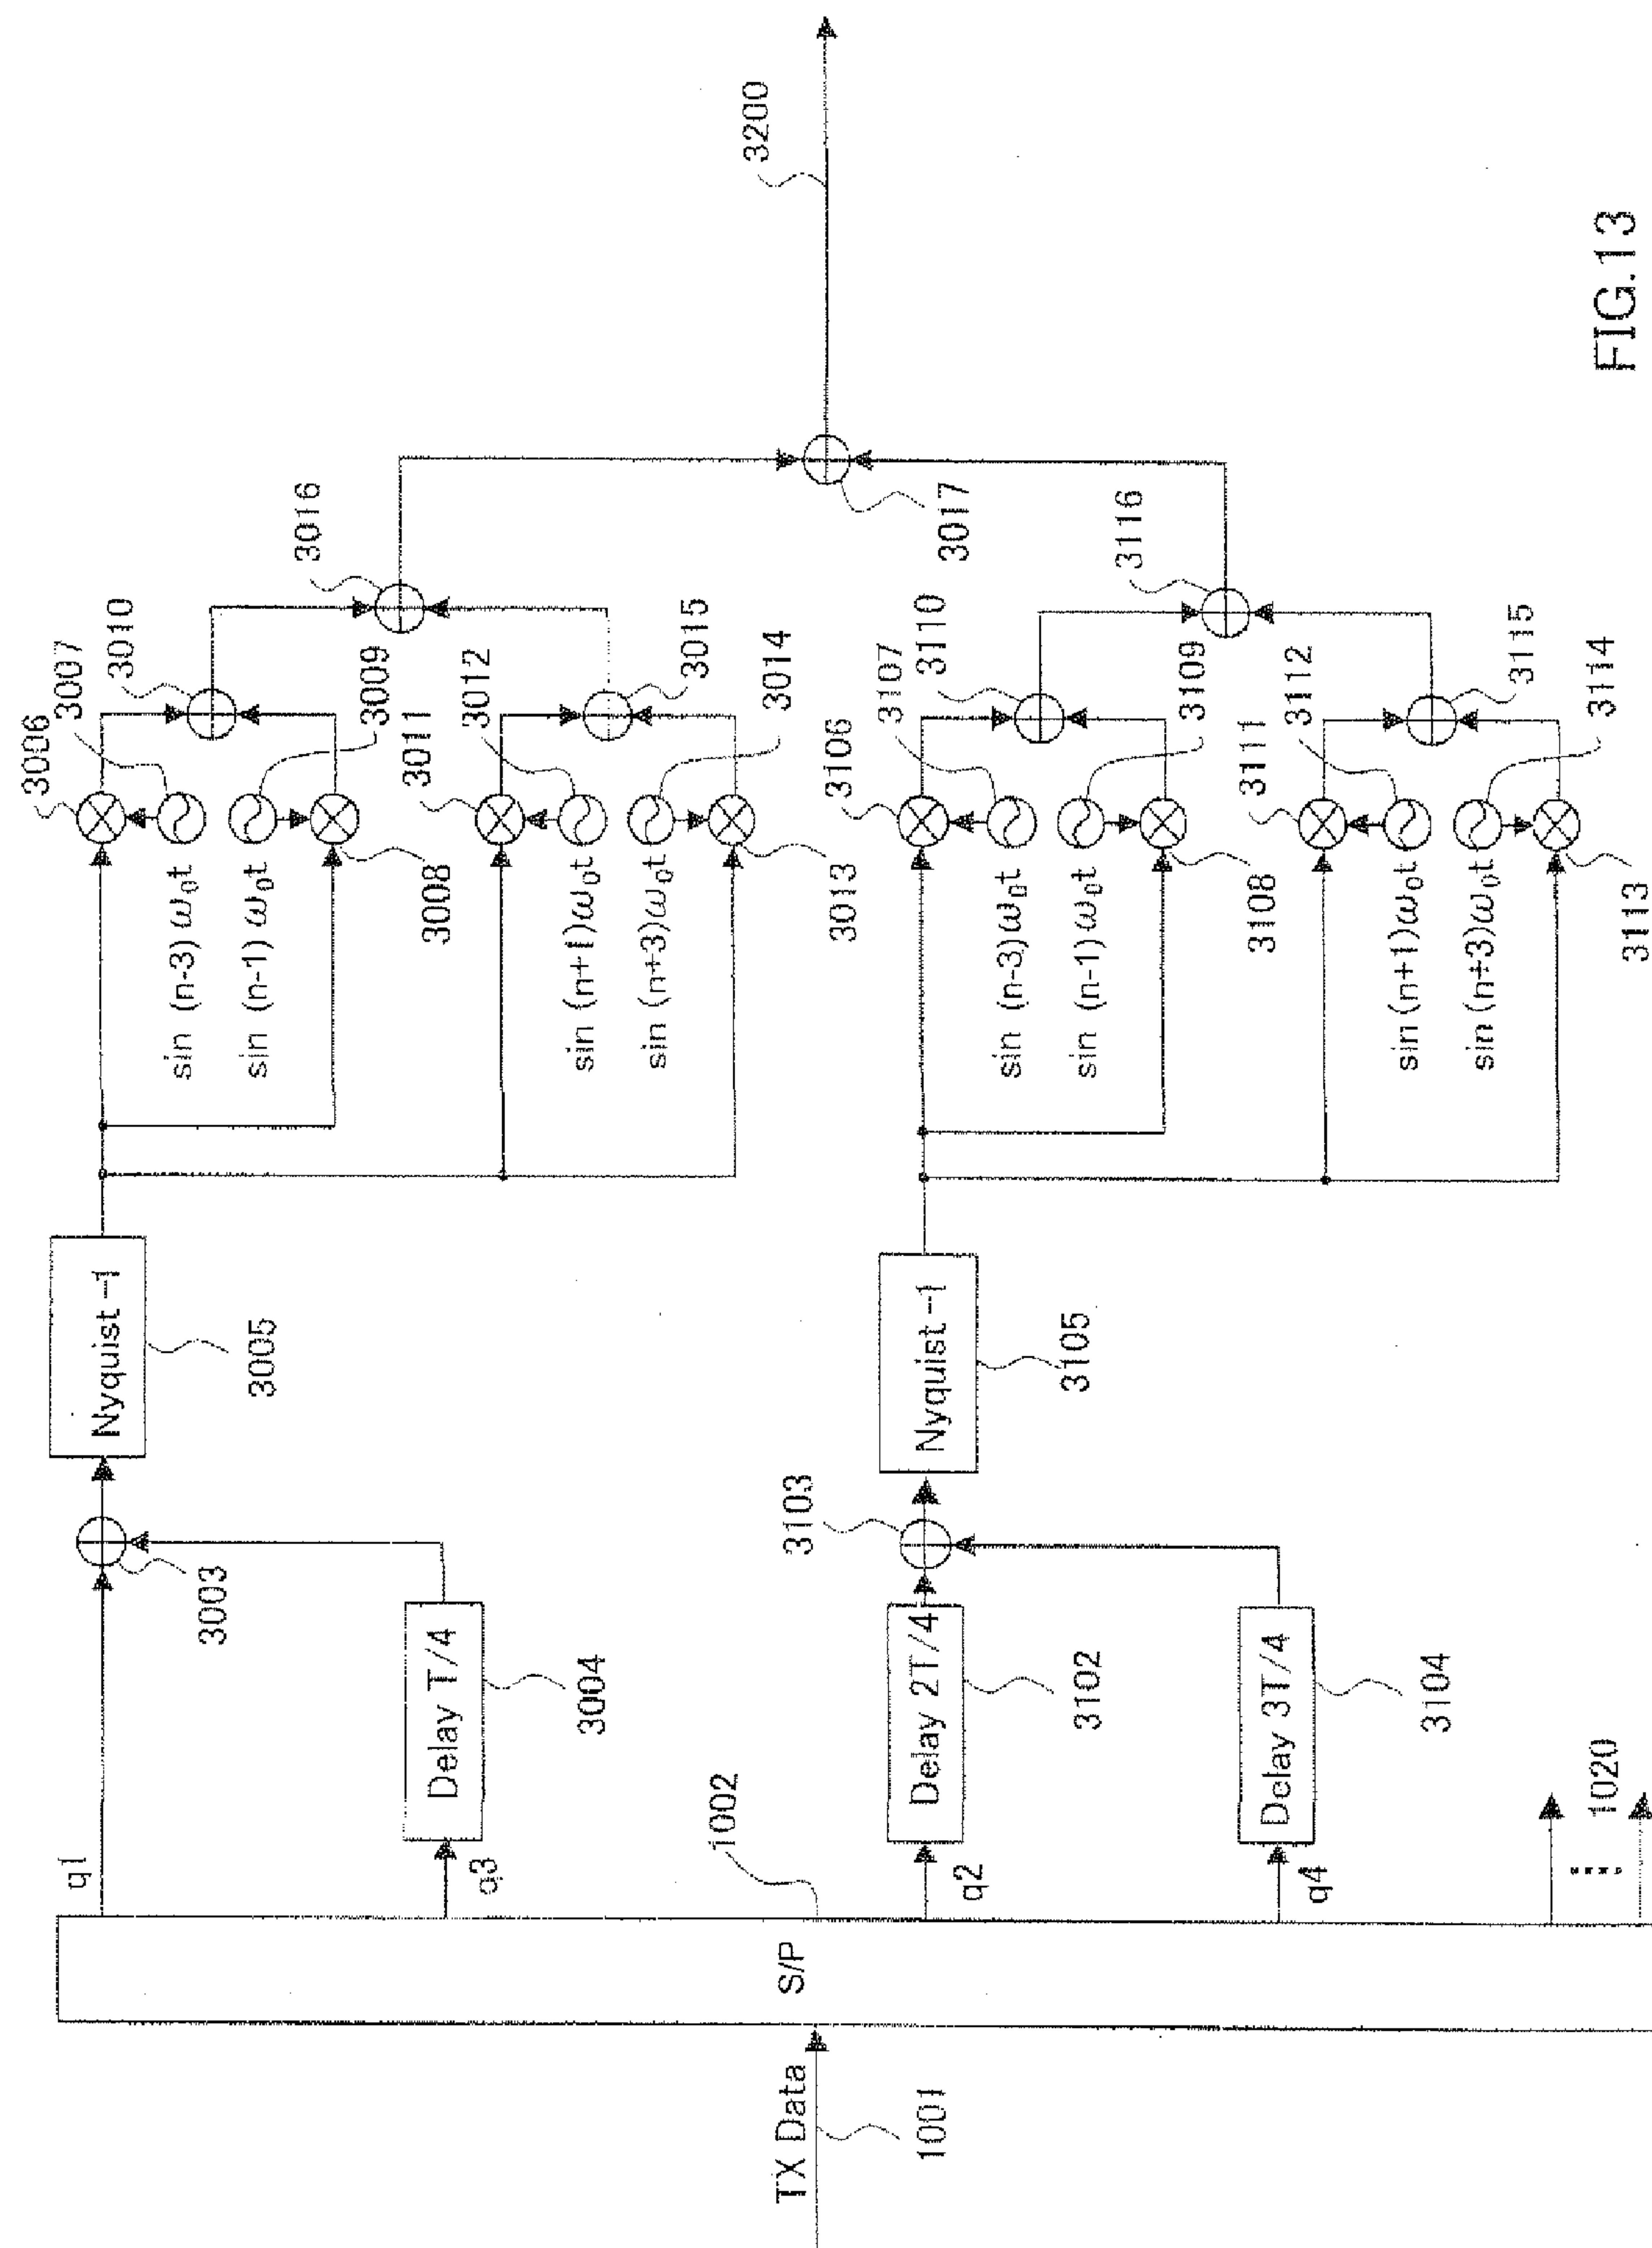 TX Data
1001
S/P
1002
q1
q3
q2
q4
1020
3003
Delay T/4
3004
Delay 2T/4
3102
3103
Delay 3T/4
3104
Nyquist-1
3005
Nyquist-1
3105
3006
3007
sin (n-3) ω0t
sin (n-1) ω0t
3008
3009
3010
3011
3012
sin (n+1) ω0t
sin (n+3) ω0t
3013
3014
3015
3016
3106
3107
sin (n-3) ω0t
sin (n-1) ω0t
3108
3109
3110
3111
3112
sin (n+1) ω0t
sin (n+3) ω0t
3113
3114
3115
3116
3017
3200
FIG.13